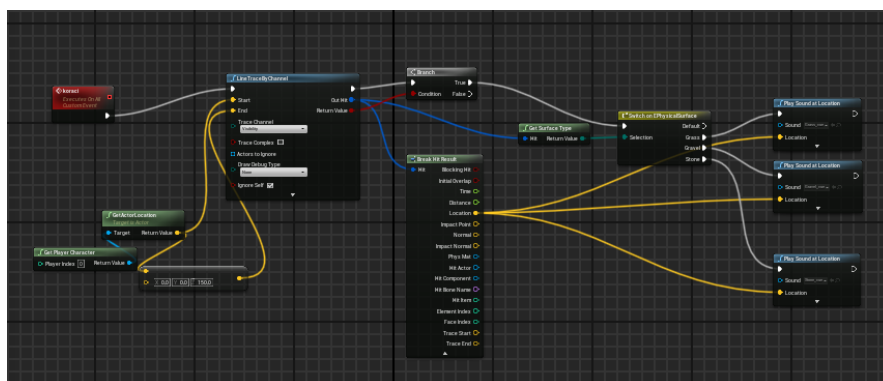 koraci
Executes On All
Custom Event
LineTraceByChannel
Start
End
Out Hit
Return Value
Trace Channel
Visibility
Trace Complex
Actors to Ignore
Draw Debug Type
None
Ignore Self
GetActorLocation
Target is Actor
Target
Return Value
Get Player Character
Player Index
0
Return Value
X 0,0 Y 0,0 Z 150,0
Branch
True
Condition
False
Break Hit Result
Hit
Blocking Hit
Initial Overlap
Time
Distance
Location
Impact Point
Normal
Impact Normal
Phys Mat
Hit Actor
Hit Component
Hit Bone Name
Hit Item
Element Index
Face Index
Trace Start
Trace End
Get Surface Type
Hit
Return Value
Switch on EPhysicalSurface
Default
Selection
Grass
Gravel
Stone
Play Sound at Location
Sound
Location
Play Sound at Location
Sound
Location
Play Sound at Location
Sound
Location